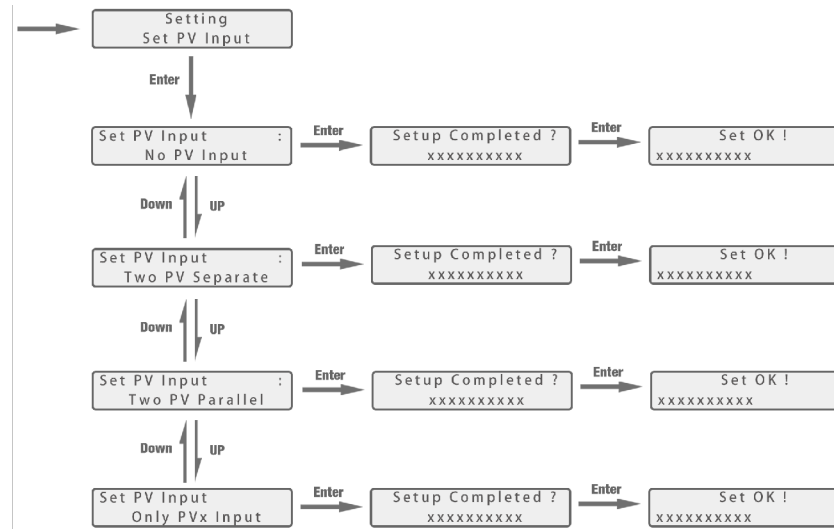 Setting
Set PV Input
Enter
Set PV Input :
No PV Input
Enter
Setup Completed ?
xxxxxxxxxx
Enter
Set OK !
xxxxxxxxxx
Down UP
Set PV Input :
Two PV Separate
Enter
Setup Completed ?
xxxxxxxxxx
Enter
Set OK !
xxxxxxxxxx
Down UP
Set PV Input :
Two PV Parallel
Enter
Setup Completed ?
xxxxxxxxxx
Enter
Set OK !
xxxxxxxxxx
Down UP
Set PV Input
Only PVx Input
Enter
Setup Completed ?
xxxxxxxxxx
Enter
Set OK !
xxxxxxxxxx